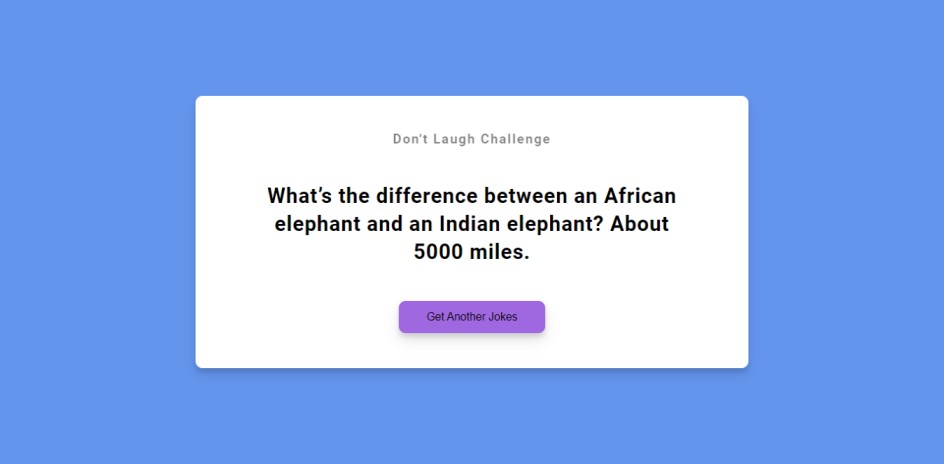 Don't Laugh Challenge
What’s the difference between an African
elephant and an Indian elephant? About
5000 miles.
Get Another Jokes